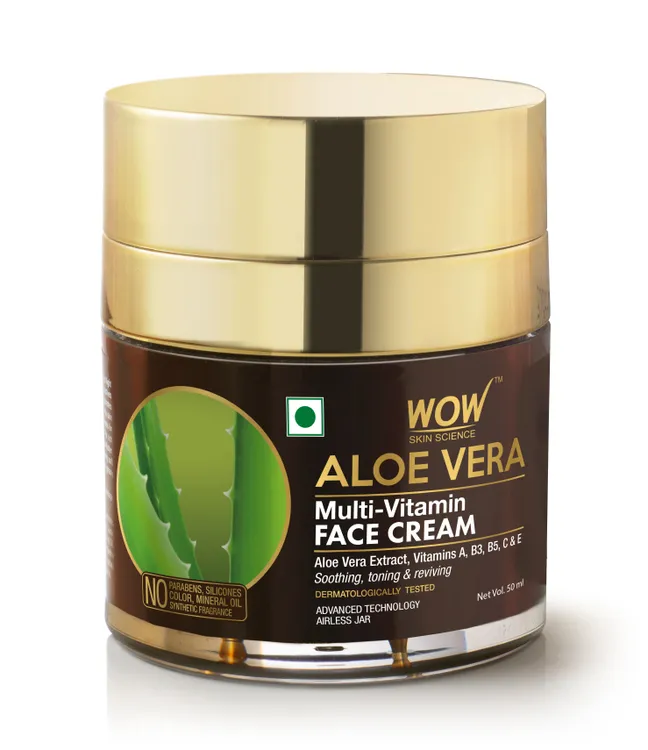 WOW™
SKIN SCIENCE
ALOE VERA
Multi-Vitamin
FACE CREAM
Aloe Vera Extract, Vitamins A, B3, B5, C & E
Soothing, toning & reviving
DERMATOLOGICALLY TESTED
Net Vol. 50 ml
ADVANCED TECHNOLOGY
AIRLESS JAR
NO PARABENS, SILICONES
COLOR, MINERAL OIL
SYNTHETIC FRAGRANCE